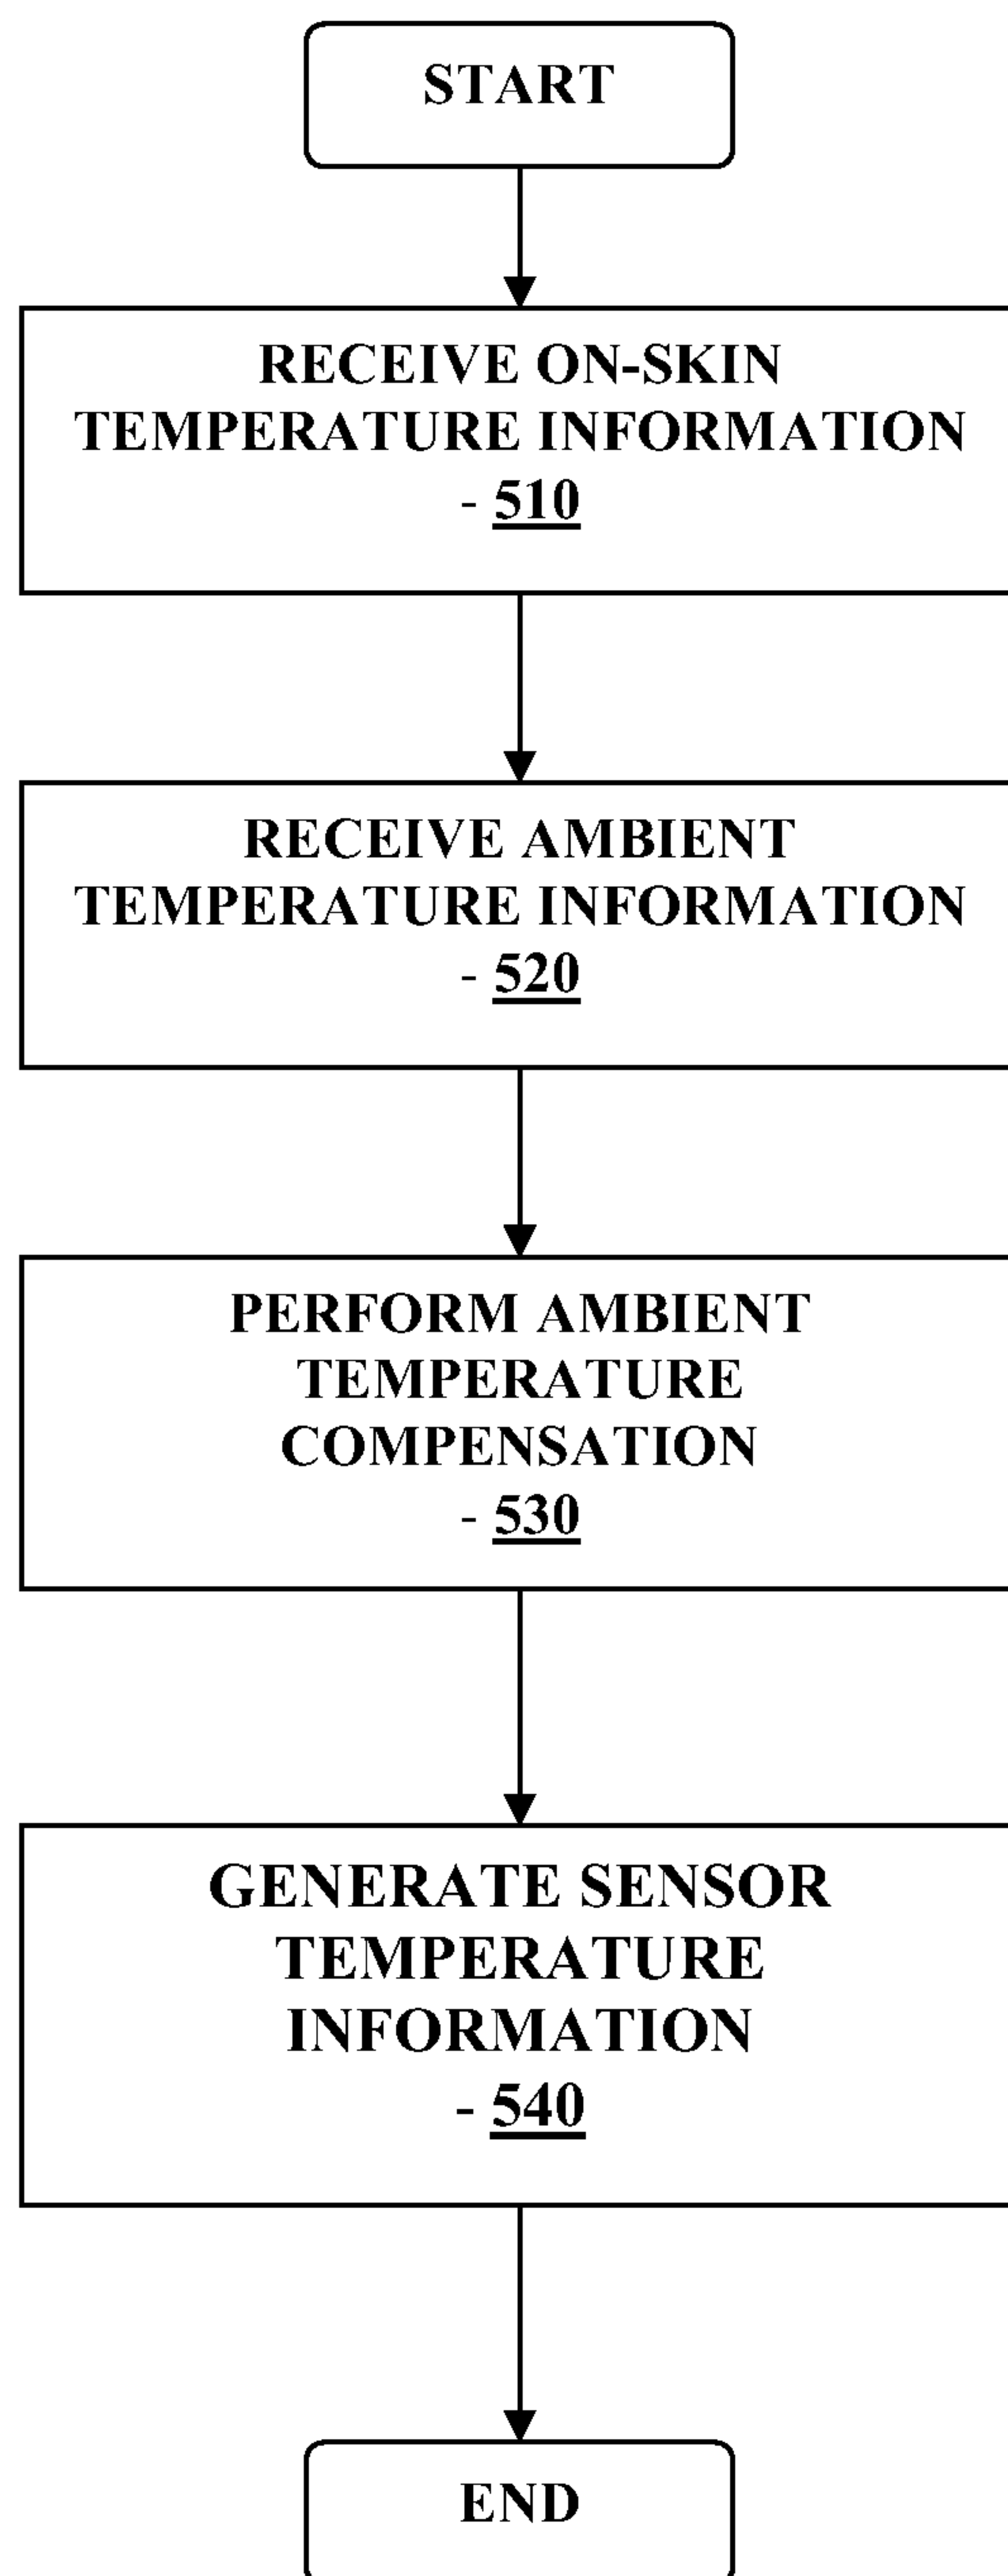 START
RECEIVE ON-SKIN
TEMPERATURE INFORMATION
- 510
RECEIVE AMBIENT
TEMPERATURE INFORMATION
- 520
PERFORM AMBIENT
TEMPERATURE
COMPENSATION
- 530
GENERATE SENSOR
TEMPERATURE
INFORMATION
- 540
END